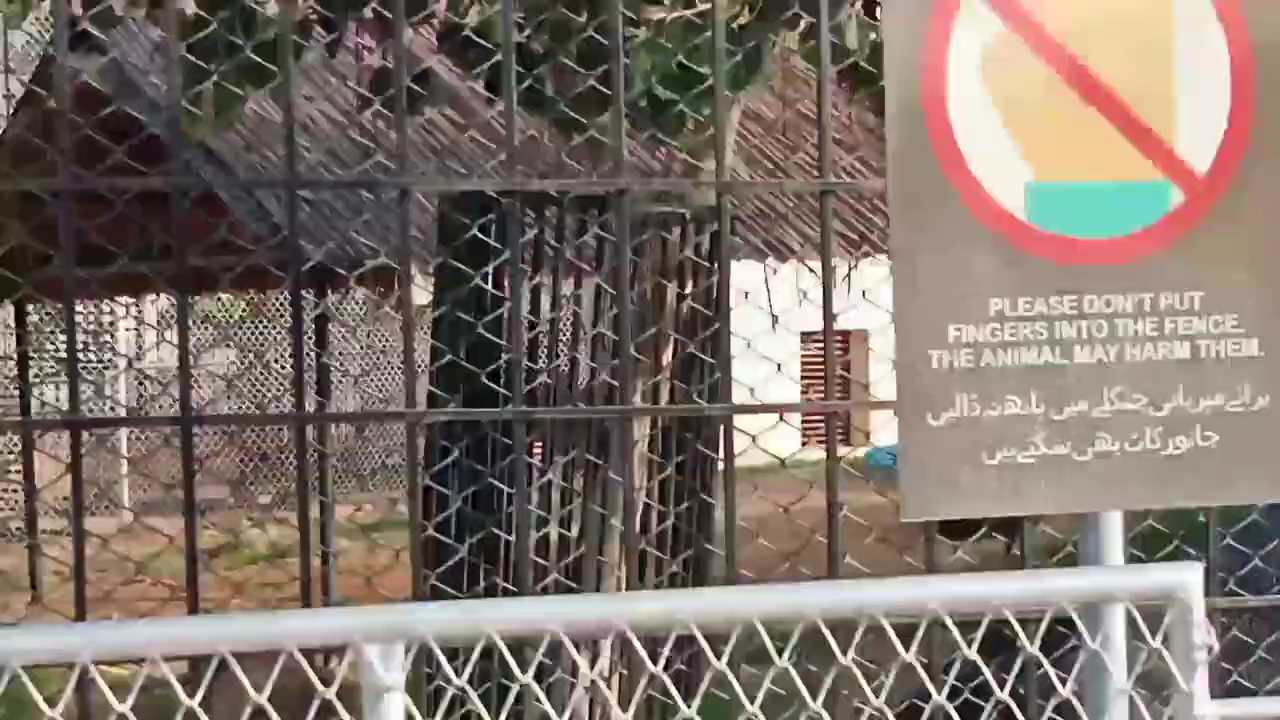 PLEASE DON'T PUT
FINGERS INTO THE FENCE.
THE ANIMAL MAY HARM THEM.
برائے مہربانی جنگلے میں ہاتھ نہ ڈالیں
جانور کاٹ بھی سکتے ہیں